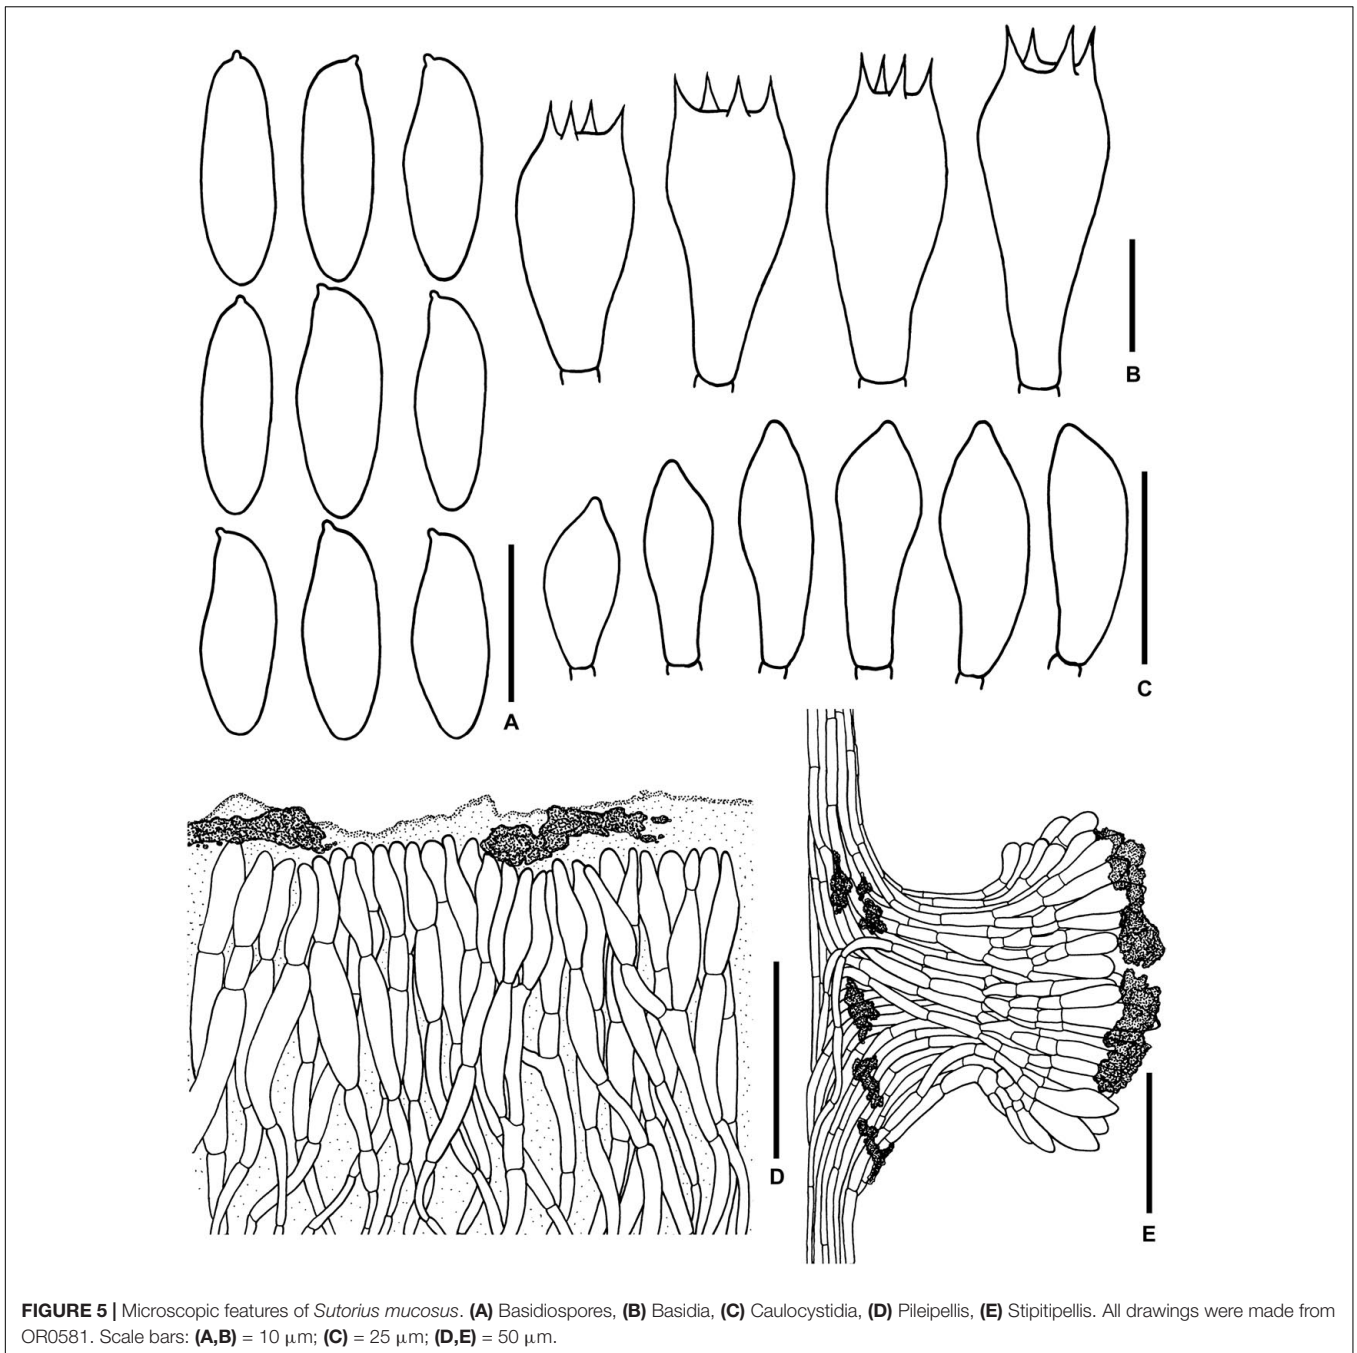 B
A
C
D
E
FIGURE 5 | Microscopic features of Sutorius mucosus. (A) Basidiospores, (B) Basidia, (C) Caulocystidia, (D) Pileipellis, (E) Stipitipellis. All drawings were made from
OR0581. Scale bars: (A,B) = 10 μm; (C) = 25 μm; (D,E) = 50 μm.